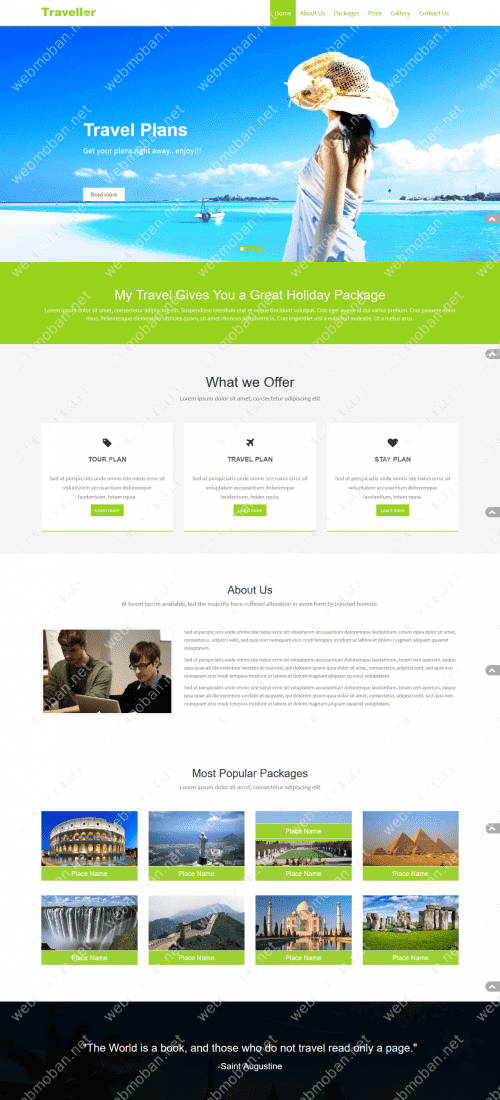 Traveller
Home About Us Packages Price Gallery Contact Us
Travel Plans
Get your plans right away.. enjoy!!!
Read more
My Travel Gives You a Great Holiday Package
Lorem ipsum dolor sit amet, consectetur adipiscing elit. Suspendisse interdum erat et neque tincidunt volutpat. Cras eget augue id dui varius pretium. Cras posuere
risus. Pellentesque elementum ultrices quam, sit amet rhoncus Cras imperdiet nisi a euismod molestie. Ut a metus arcu.
What we Offer
Lorem ipsum dolor sit amet, consectetur adipiscing elit
TOUR PLAN
Sed ut perspiciatis unde omnis iste natus error sit
voluptatem accusantium doloremque
laudantium, totam rquia.
Learn more
TRAVEL PLAN
Sed ut perspiciatis unde omnis iste natus error sit
voluptatem accusantium doloremque
laudantium, totam rquia.
Learn more
STAY PLAN
Sed ut perspiciatis unde omnis iste natus error sit
voluptatem accusantium doloremque
laudantium, totam rquia.
Learn more
About Us
At lorem Ipsum available, but the majority have suffered alteration in some form by injected humour.
Sed ut perspiciatis unde omnis iste natus error sit voluptatem accusantium doloremque laudantium, totam rquia dolor sit amet,
consectetur, adipisci velit, sed quia non numquam eius modi tempora incidunt ut labore et dolore magnam aliquam quaerat
voluptatem.
Sed ut perspiciatis unde omnis iste natus error sit voluptatem accusantium doloremque laudantium, totam rem aperiam, eaque
ipsa quae ab illo inventore veritatis et quasiest, qui dolorem ipsum quia dolor sit amet, consectetur, adipisci velit, sed quia non
numquam eius modi tempora incidunt ut labore et dolore magnam aliquam quaerat voluptatem.
Sed ut perspiciatis unde omnis iste natus error sit voluptatem accusantium doloremque laudantium, totam rem aperiam, eaque
ipsa quae ab illo inventore veritatis et quasiest, qui dolorem ipsum quia dolor sit amet, consectetur, adipisci velit, sed quia non
numquam eius modi tempora incidunt ut labore et dolore magnam aliquam quaerat voluptatem.
Most Popular Packages
Lorem ipsum dolor sit amet, consectetur adipiscing elit
Place Name
Place Name
Place Name
Place Name
Place Name
Place Name
Place Name
Place Name
"The World is a book, and those who do not travel read only a page."
-Saint Augustine
webmoban.net